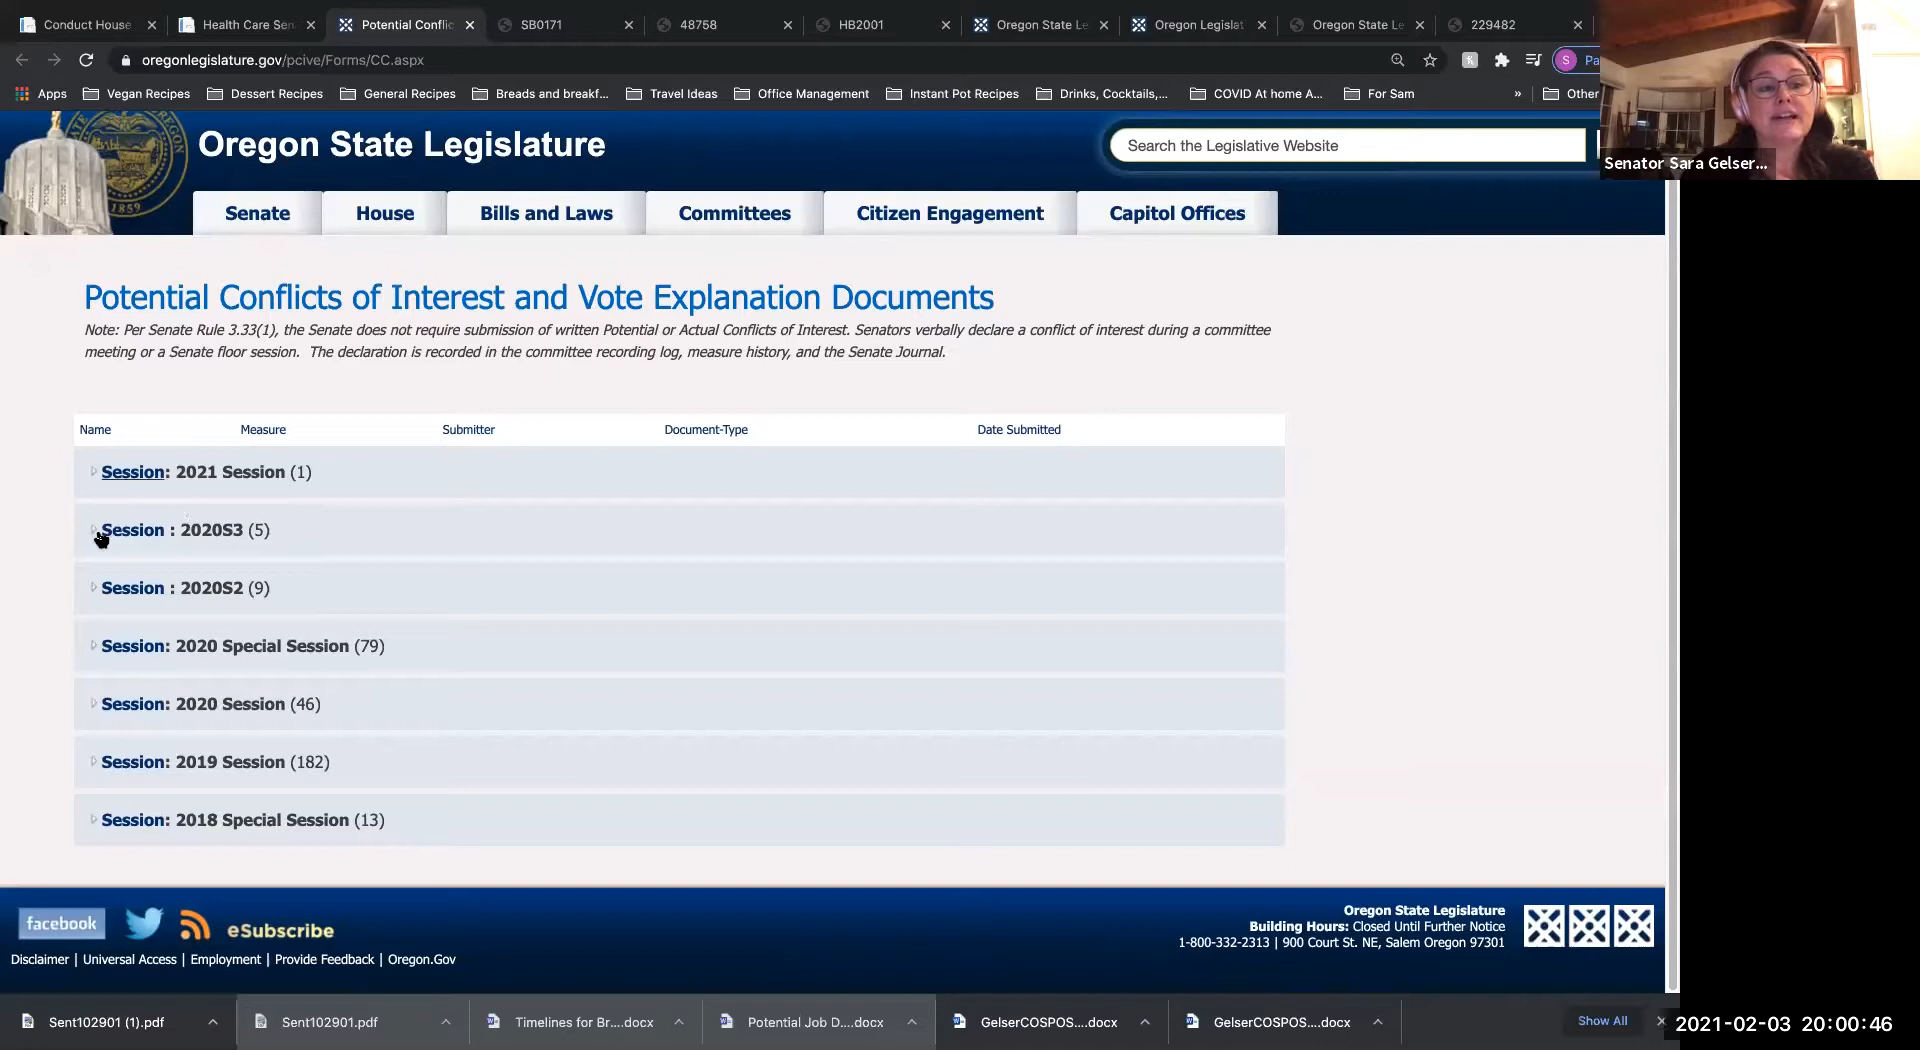 Conduct House
Health Care Sen
Potential Conflic
SB0171
48758
HB2001
Oregon State Le
Oregon Legislat
Oregon State Le
229482
oregonlegislature.gov/pcive/Forms/CC.aspx
S
Pa
Apps
Vegan Recipes
Dessert Recipes
General Recipes
Breads and breakf...
Travel Ideas
Office Management
Instant Pot Recipes
Drinks, Cocktails,...
COVID At home A...
For Sam
»
Other
Senator Sara Gelser...
1859
Oregon State Legislature
Search the Legislative Website
Senate
House
Bills and Laws
Committees
Citizen Engagement
Capitol Offices
Potential Conflicts of Interest and Vote Explanation Documents
Note: Per Senate Rule 3.33(1), the Senate does not require submission of written Potential or Actual Conflicts of Interest. Senators verbally declare a conflict of interest during a committee
meeting or a Senate floor session. The declaration is recorded in the committee recording log, measure history, and the Senate Journal.
Name Measure Submitter Document-Type Date Submitted
Session: 2021 Session (1)
Session : 2020S3 (5)
Session : 2020S2 (9)
Session: 2020 Special Session (79)
Session: 2020 Session (46)
Session: 2019 Session (182)
Session: 2018 Special Session (13)
facebook
eSubscribe
Disclaimer | Universal Access | Employment | Provide Feedback | Oregon.Gov
Oregon State Legislature
Building Hours: Closed Until Further Notice
1-800-332-2313 | 900 Court St. NE, Salem Oregon 97301
Sent102901 (1).pdf
Sent102901.pdf
Timelines for Br....docx
Potential Job D....docx
GelserCOSPOS....docx
GelserCOSPOS....docx
Show All
2021-02-03 20:00:46